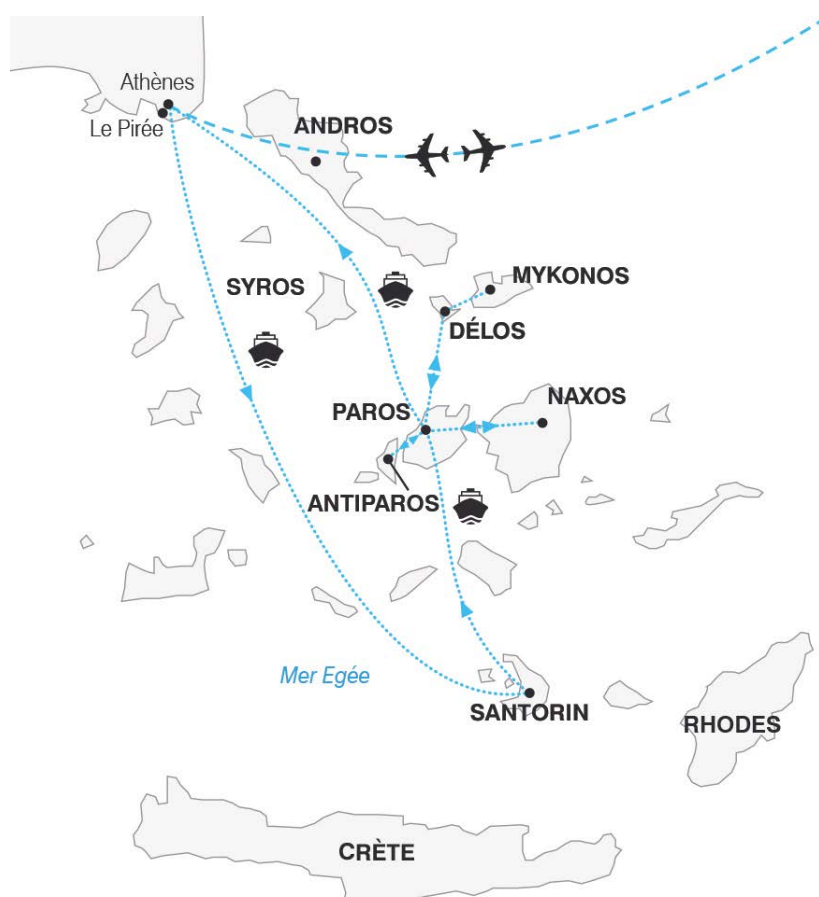 Athènes
Le Pirée
ANDROS
SYROS
MYKONOS
DÉLOS
PAROS
NAXOS
ANTIPAROS
Mer Egée
SANTORIN
RHODES
CRÈTE